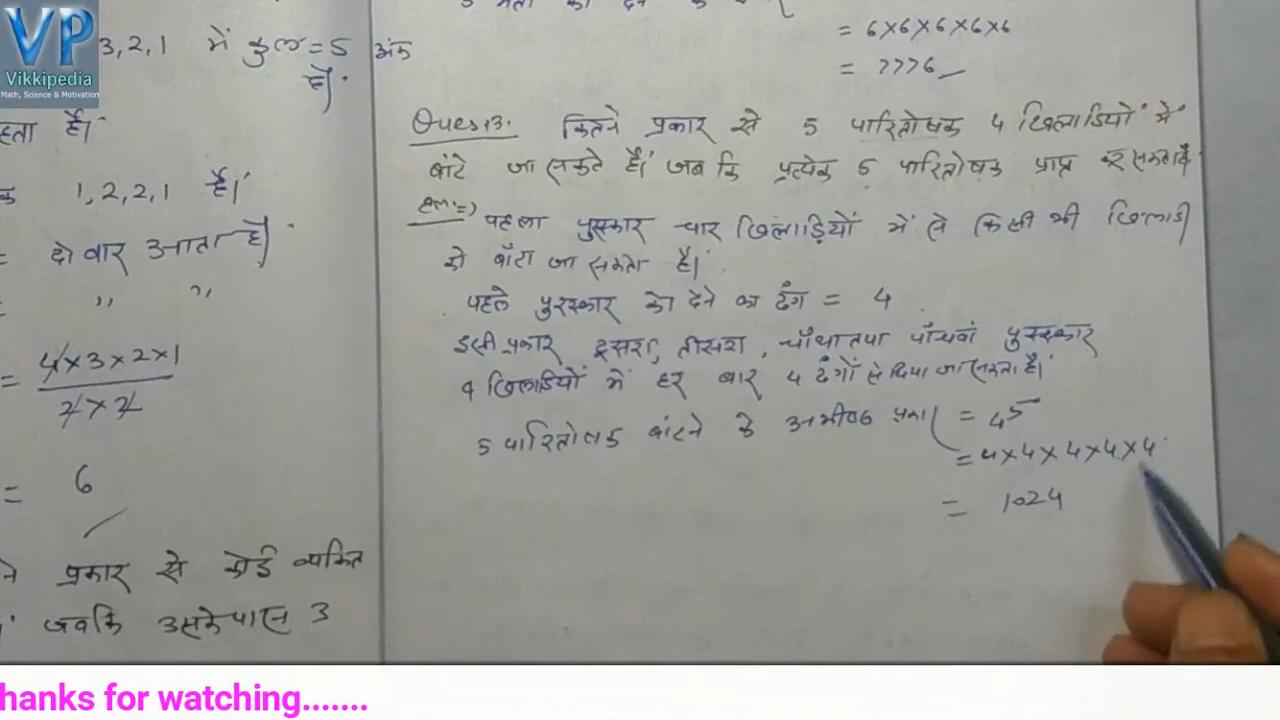 VP
Vikkipedia
Math, Science & Motivation
3,2,1 में कुल = 5 अंक
हैं।
हता है।
क 1,2,2,1 हैं।
= दो बार आता है।
= ,, ,,
= 4×3×2×1
2×2
= 6
ने प्रकार से कोई व्यक्ति
जबकि उसके पास 3
= 6×6×6×6×6
= 7776
Ques13. कितने प्रकार से 5 पारितोषक 4 खिलाडियों में
बांटे जा सकते हैं। जब कि प्रत्येक 5 पारितोषक प्राप्त कर सकता है
हल:=) पहला पुरस्कार चार खिलाड़ियों में से किसी भी खिलाडी
को बाँटा जा सकता है।
पहले पुरस्कार को देने का ढंग = 4
इसी प्रकार दूसरा, तीसरा, चौथा तथा पाँचवां पुरस्कार
4 खिलाडियों में हर बार 4 ढंगों से दिया जा सकता है।
5 पारितोषक बांटने के अभीष्ट प्रकार = 4⁵
= 4×4×4×4×4
= 1024
hanks for watching.......